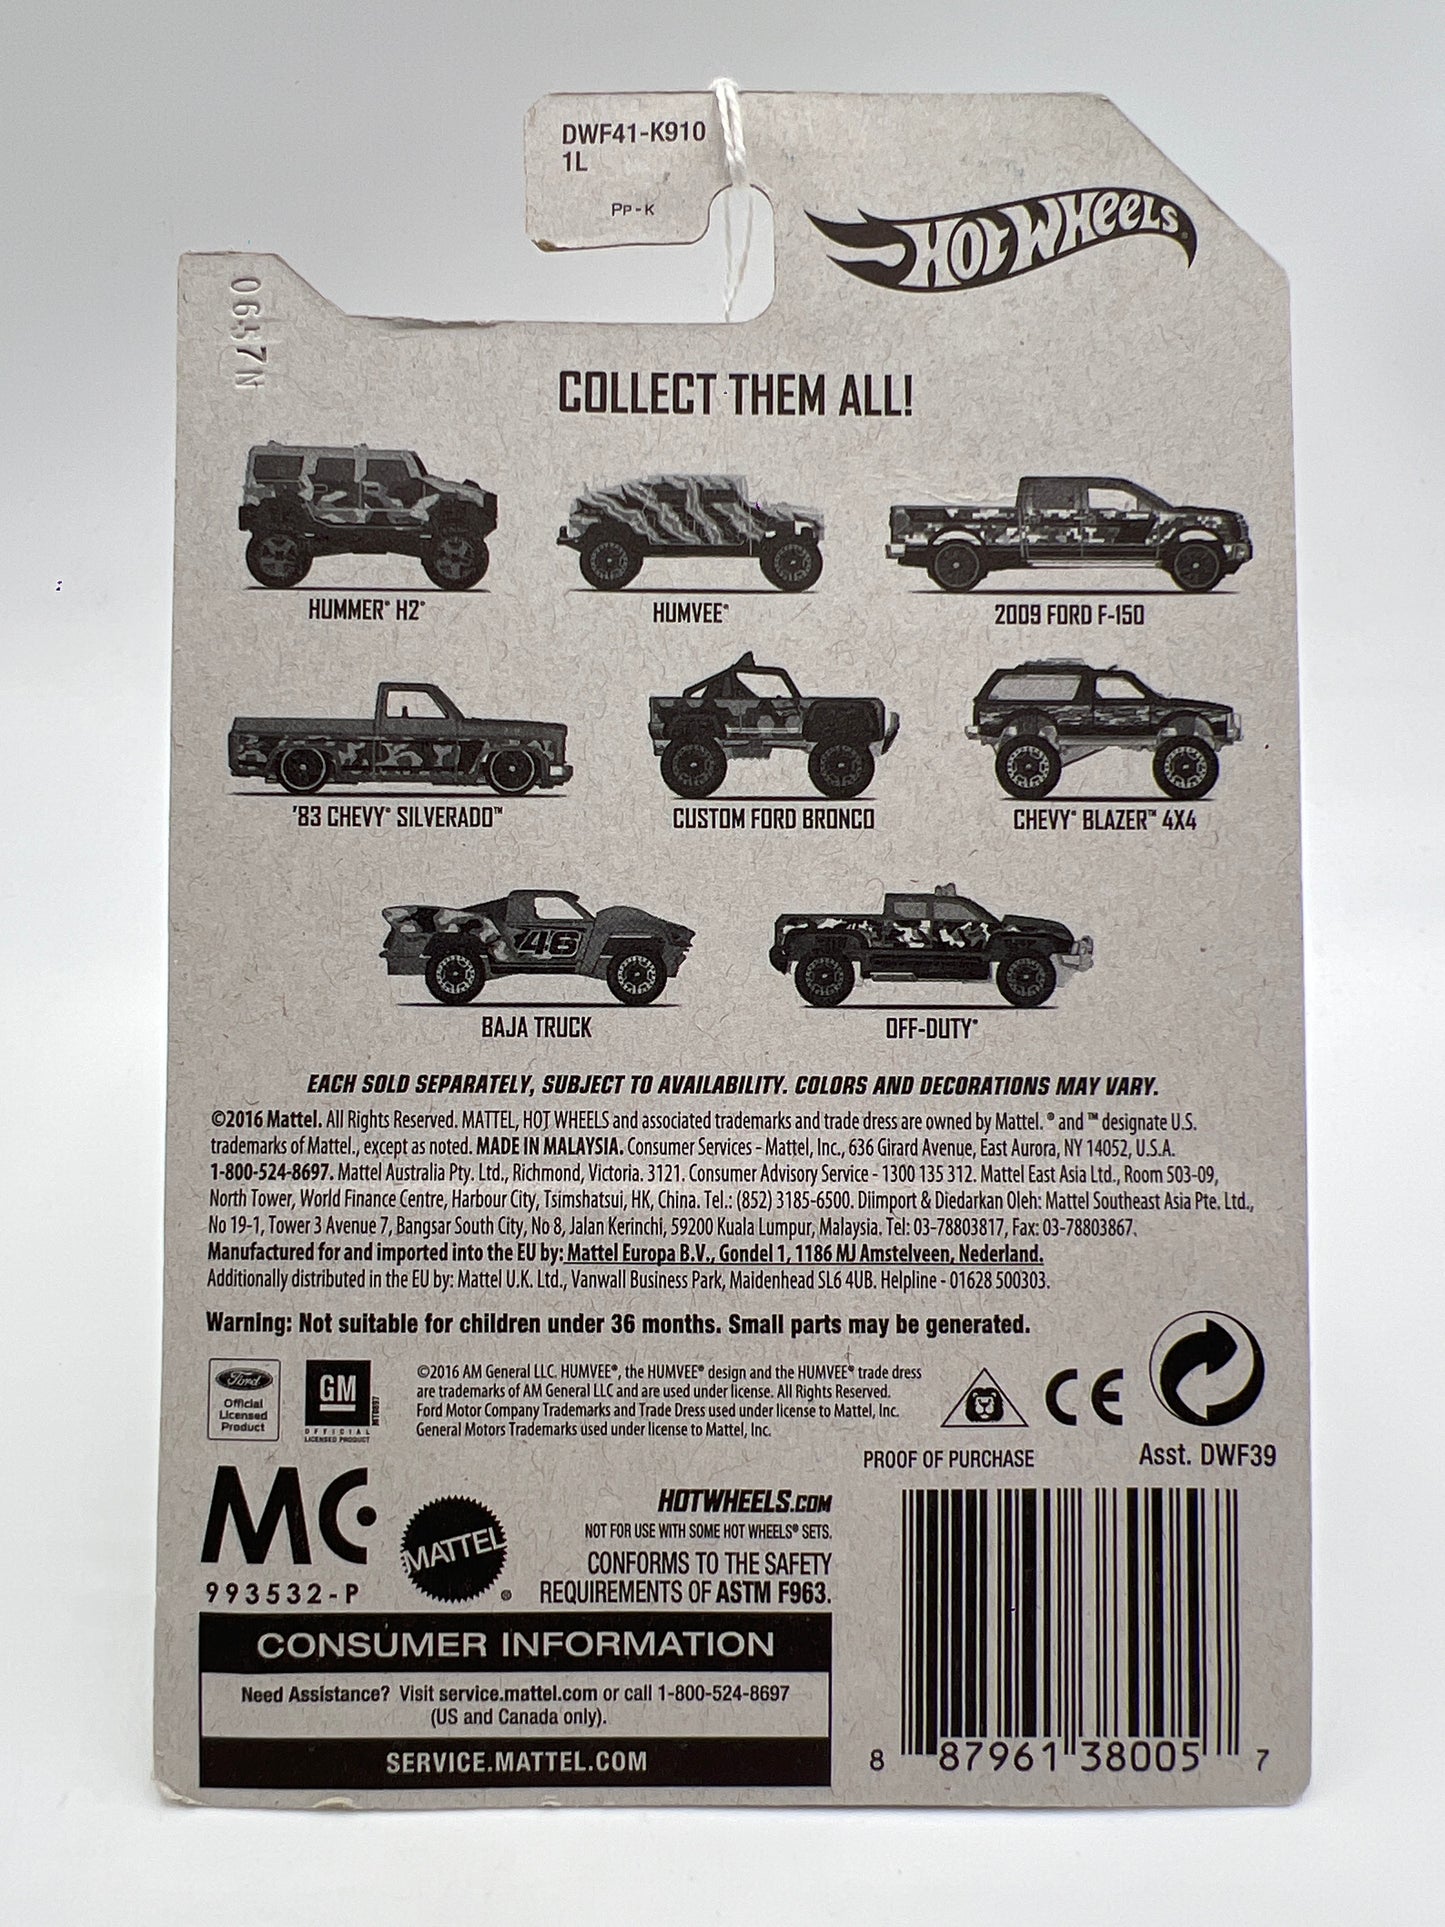 DWF41-K910
1L
PP-K
HOT WHEELS®
0657N
COLLECT THEM ALL!
HUMMER® H2®
HUMVEE®
2009 FORD F-150
'83 CHEVY® SILVERADO™
CUSTOM FORD BRONCO
CHEVY® BLAZER™ 4X4
46
BAJA TRUCK
OFF-DUTY®
EACH SOLD SEPARATELY, SUBJECT TO AVAILABILITY. COLORS AND DECORATIONS MAY VARY.
©2016 Mattel. All Rights Reserved. MATTEL, HOT WHEELS and associated trademarks and trade dress are owned by Mattel. ® and ™ designate U.S.
trademarks of Mattel., except as noted. MADE IN MALAYSIA. Consumer Services - Mattel, Inc., 636 Girard Avenue, East Aurora, NY 14052, U.S.A.
1-800-524-8697. Mattel Australia Pty. Ltd., Richmond, Victoria. 3121. Consumer Advisory Service - 1300 135 312. Mattel East Asia Ltd., Room 503-09,
North Tower, World Finance Centre, Harbour City, Tsimshatsui, HK, China. Tel.: (852) 3185-6500. Diimport & Diedarkan Oleh: Mattel Southeast Asia Pte. Ltd.,
No 19-1, Tower 3 Avenue 7, Bangsar South City, No 8, Jalan Kerinchi, 59200 Kuala Lumpur, Malaysia. Tel: 03-78803817, Fax: 03-78803867.
Manufactured for and imported into the EU by: Mattel Europa B.V., Gondel 1, 1186 MJ Amstelveen, Nederland.
Additionally distributed in the EU by: Mattel U.K. Ltd., Vanwall Business Park, Maidenhead SL6 4UB. Helpline - 01628 500303.
Warning: Not suitable for children under 36 months. Small parts may be generated.
Ford
Official
Licensed
Product
GM
OFFICIAL
LICENSED PRODUCT
MT0897
©2016 AM General LLC. HUMVEE®, the HUMVEE® design and the HUMVEE® trade dress
are trademarks of AM General LLC and are used under license. All Rights Reserved.
Ford Motor Company Trademarks and Trade Dress used under license to Mattel, Inc.
General Motors Trademarks used under license to Mattel, Inc.
CE
PROOF OF PURCHASE
Asst. DWF39
MC
993532-P
MATTEL®
HOTWHEELS.COM
NOT FOR USE WITH SOME HOT WHEELS® SETS.
CONFORMS TO THE SAFETY
REQUIREMENTS OF ASTM F963.
CONSUMER INFORMATION
Need Assistance? Visit service.mattel.com or call 1-800-524-8697
(US and Canada only).
SERVICE.MATTEL.COM
8 87961 38005 7